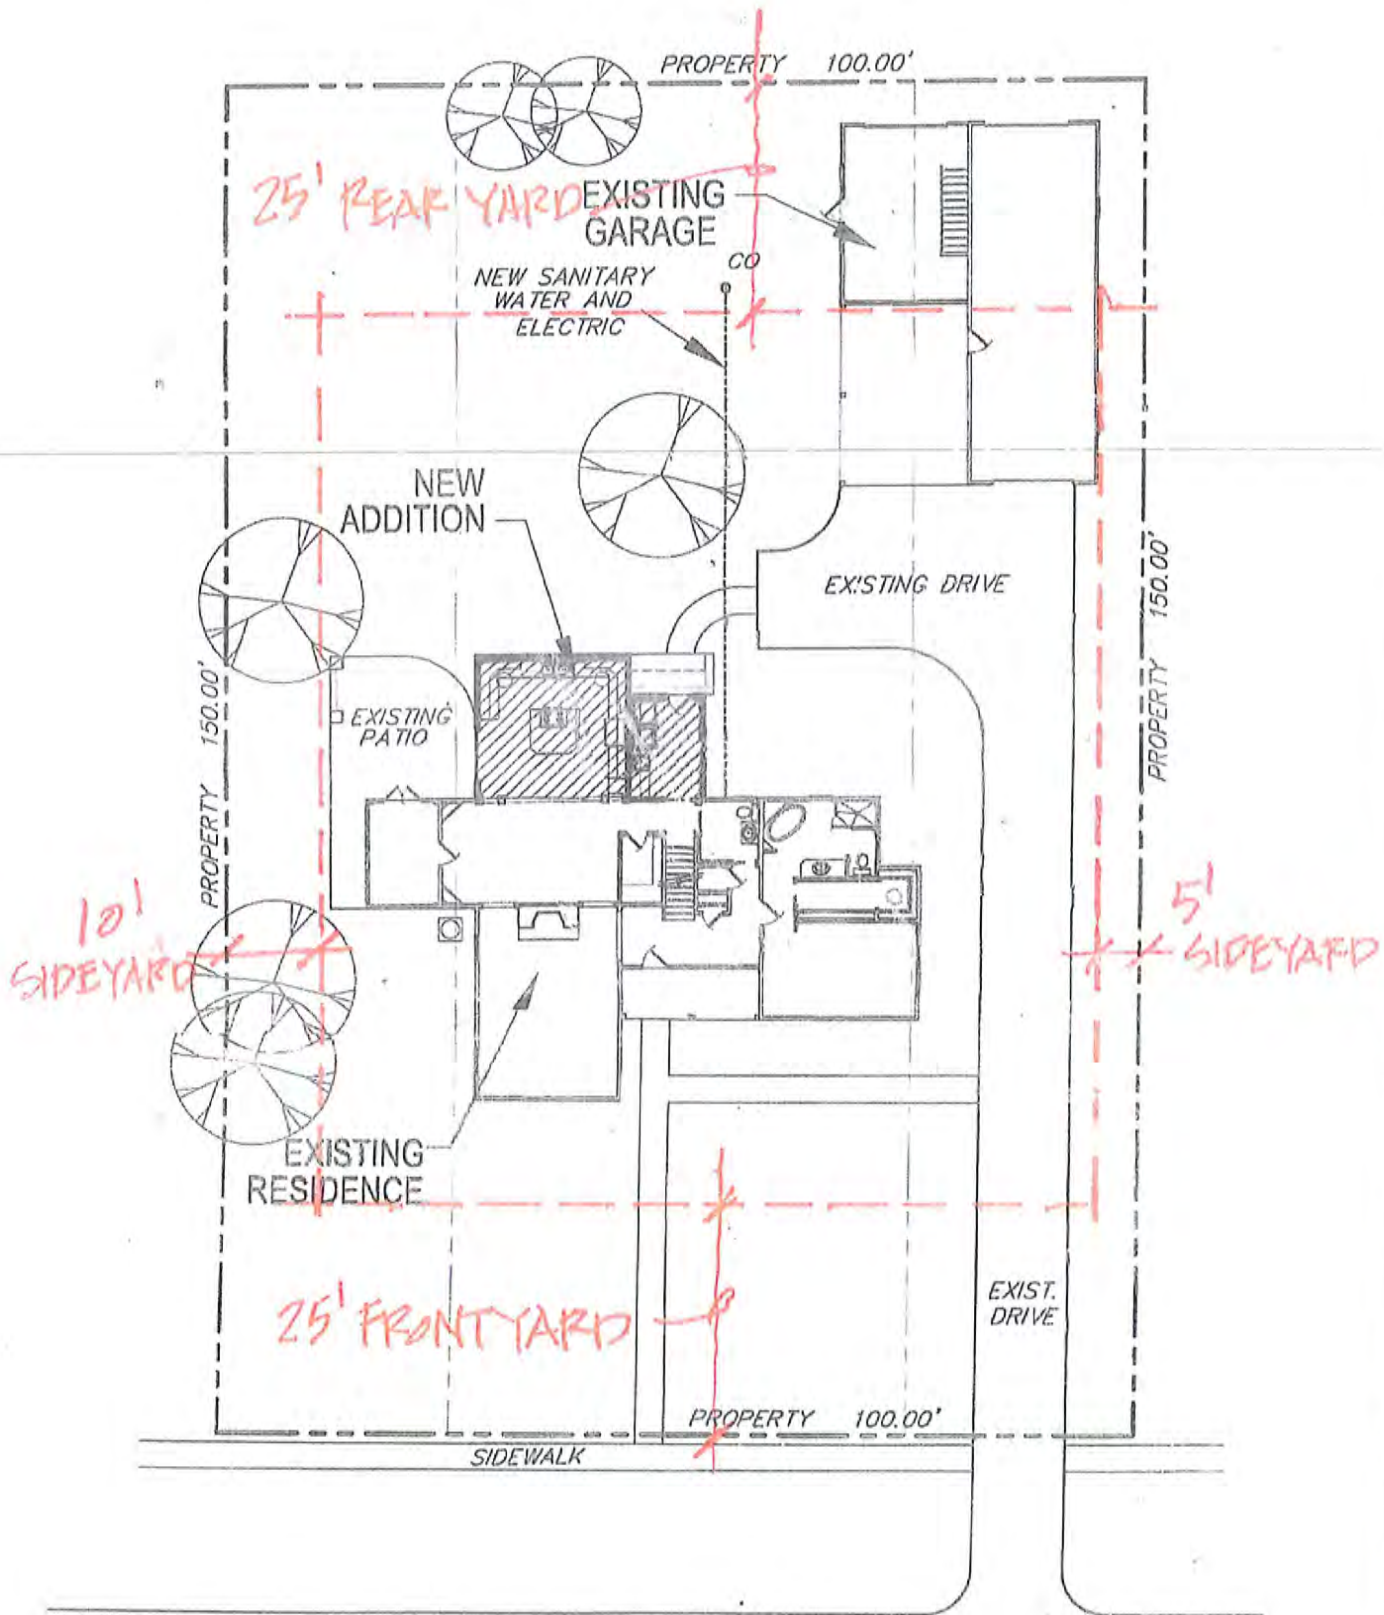 PROPERTY 100.00'
25' REAR YARD
EXISTING
GARAGE
CO
NEW SANITARY
WATER AND
ELECTRIC
NEW
ADDITION
EXISTING DRIVE
PROPERTY 150.00'
PROPERTY 150.00'
EXISTING
PATIO
10'
SIDEYARD
5'
SIDEYARD
EXISTING
RESIDENCE
25' FRONTYARD
EXIST.
DRIVE
PROPERTY 100.00'
SIDEWALK